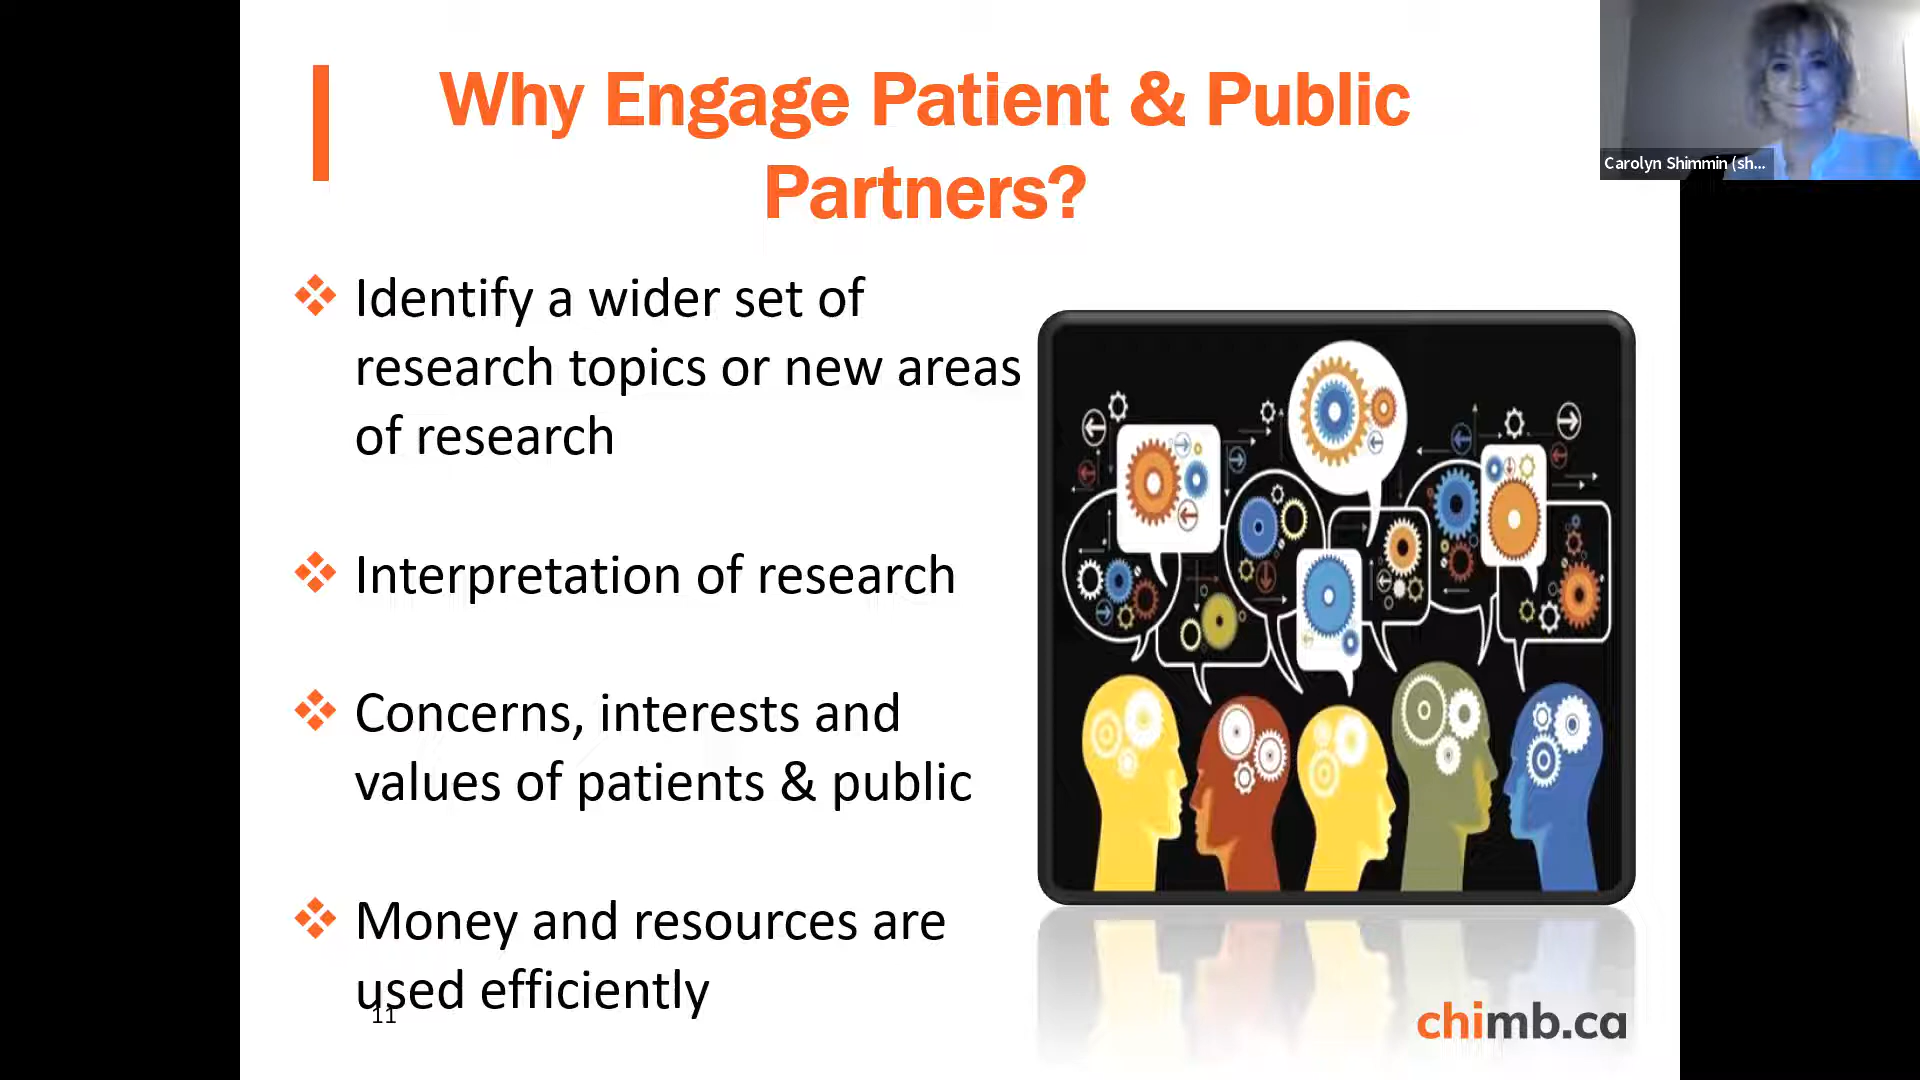 Why Engage Patient & Public
Partners?
Carolyn Shimmin (sh...
Identify a wider set of
research topics or new areas
of research
Interpretation of research
Concerns, interests and
values of patients & public
Money and resources are
used efficiently
11
chimb.ca